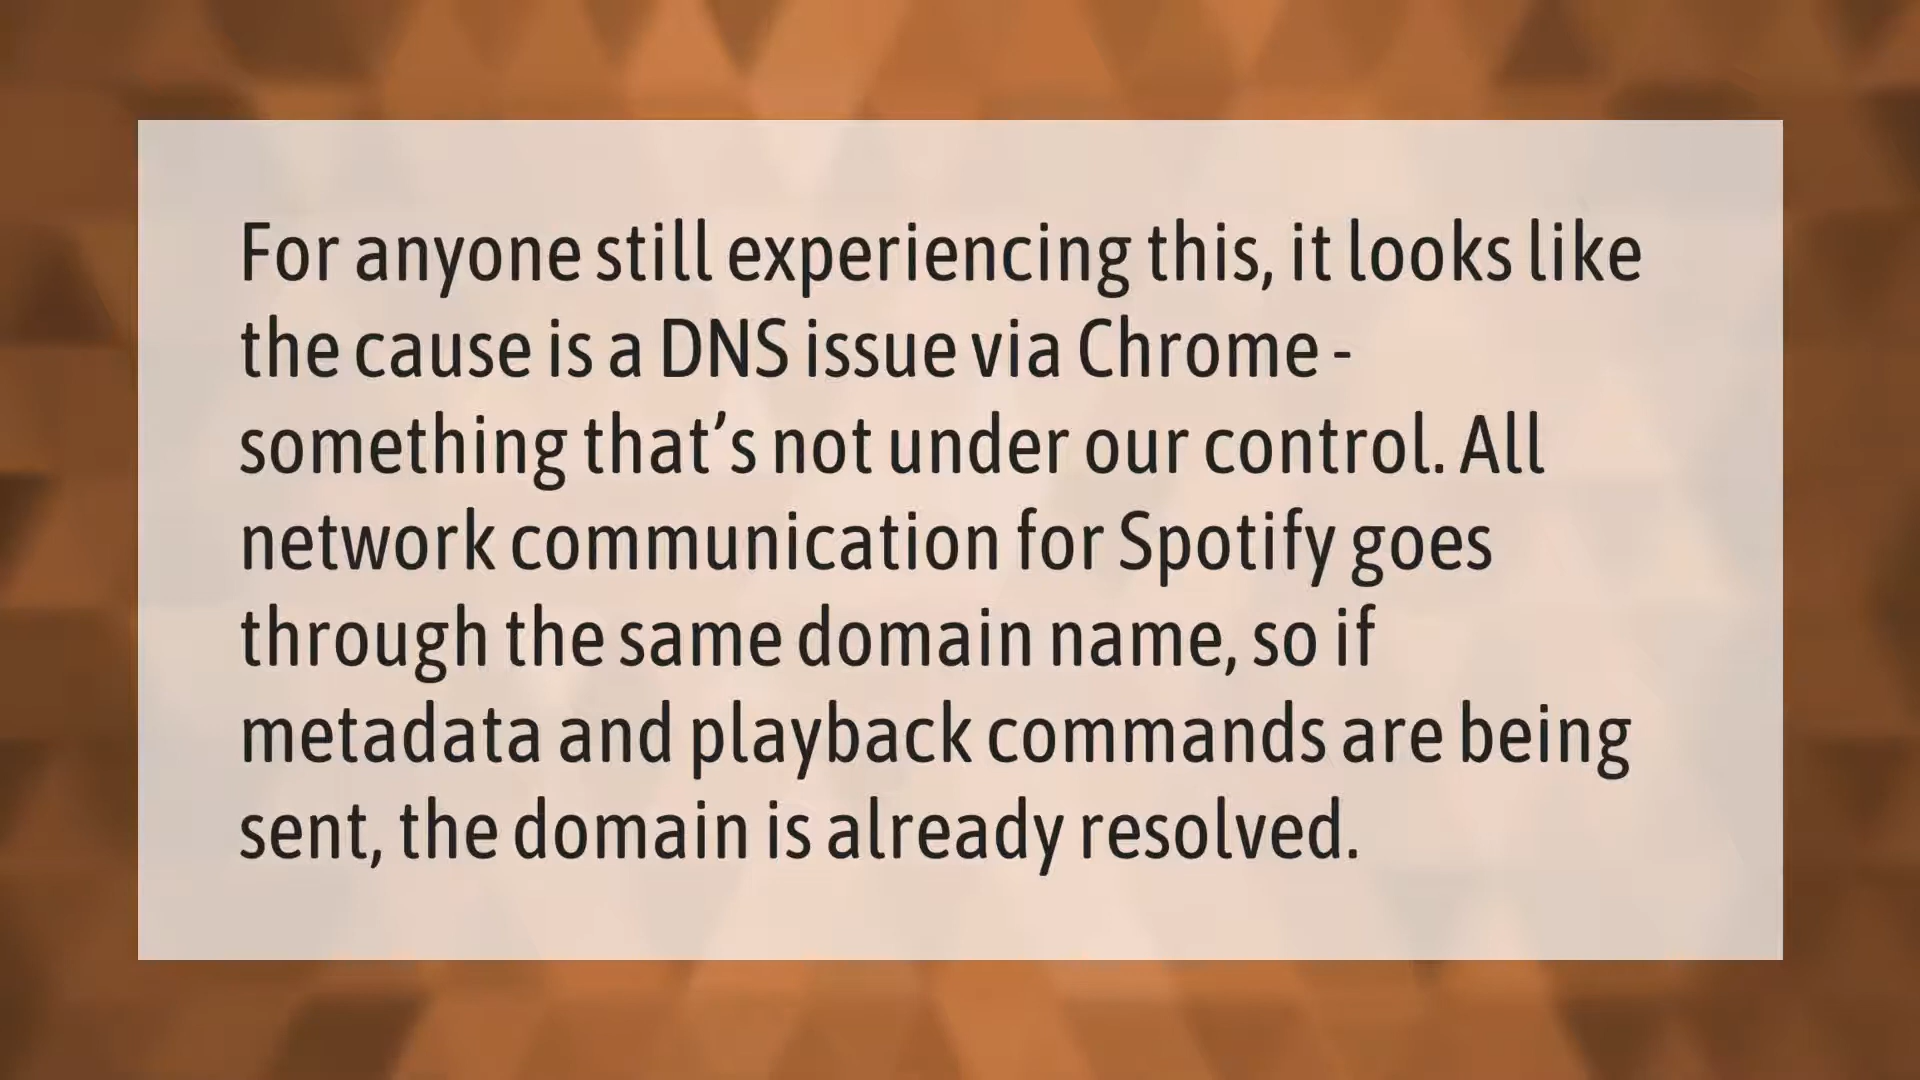 For anyone still experiencing this, it looks like
the cause is a DNS issue via Chrome -
something that’s not under our control. All
network communication for Spotify goes
through the same domain name, so if
metadata and playback commands are being
sent, the domain is already resolved.